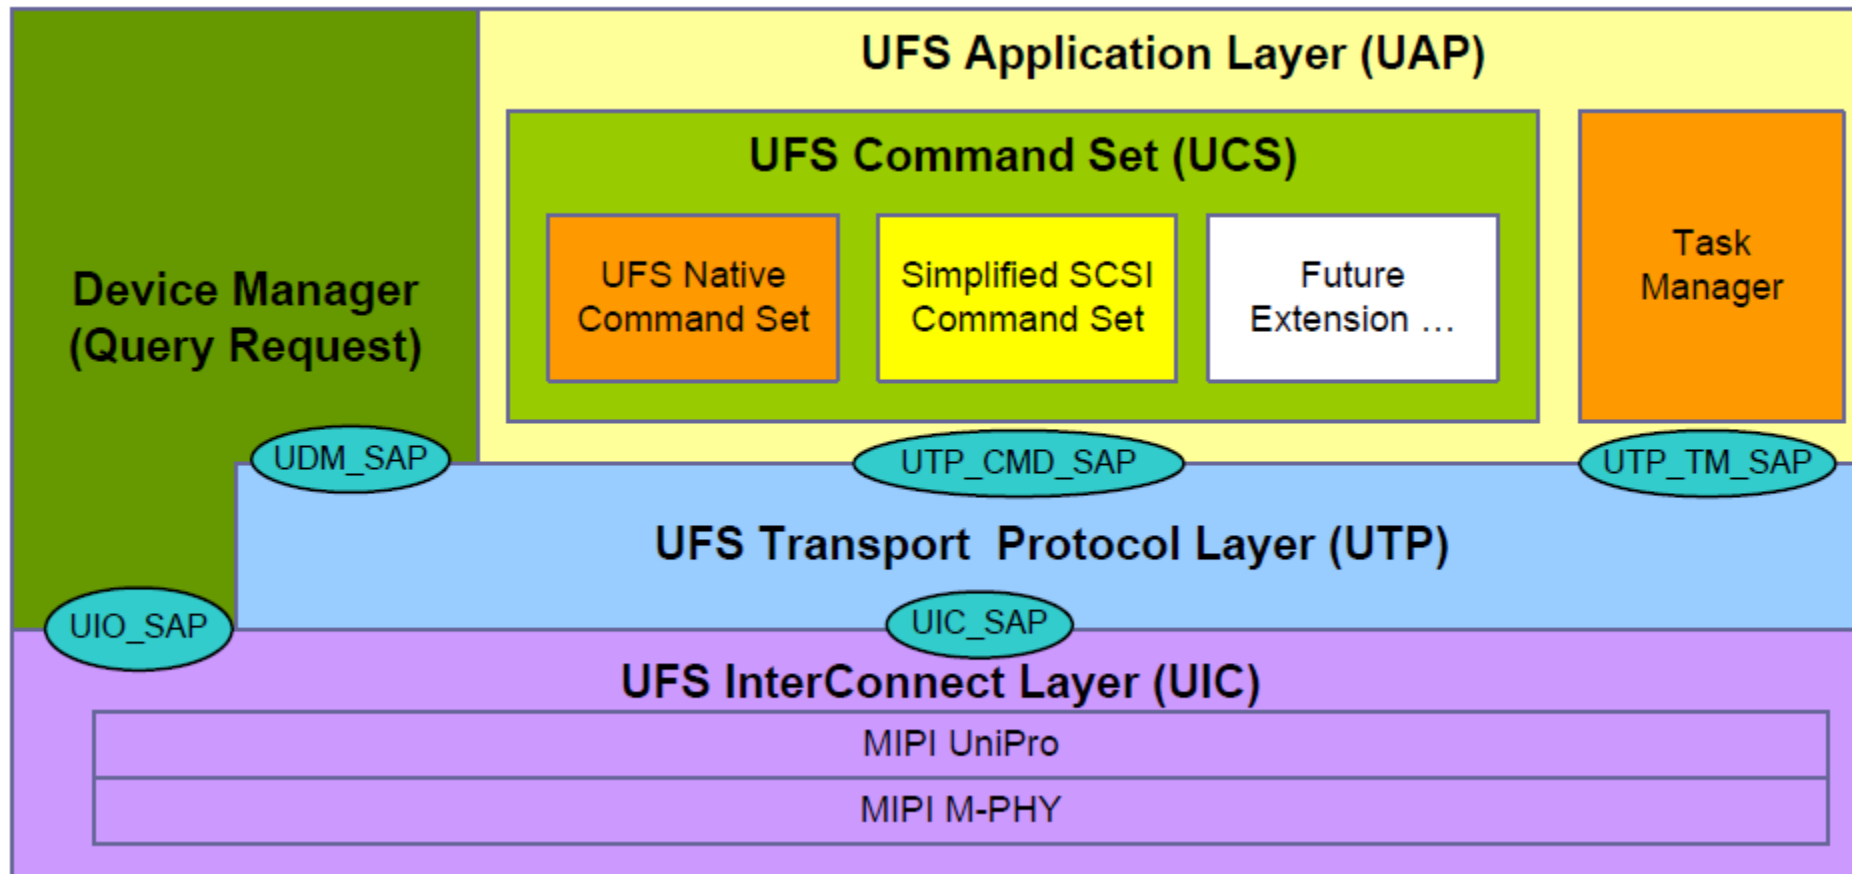 UFS Application Layer (UAP)
UFS Command Set (UCS)
UFS Native
Command Set
Simplified SCSI
Command Set
Future
Extension …
Task
Manager
Device Manager
(Query Request)
UDM_SAP
UTP_CMD_SAP
UTP_TM_SAP
UFS Transport Protocol Layer (UTP)
UIO_SAP
UIC_SAP
UFS InterConnect Layer (UIC)
MIPI UniPro
MIPI M-PHY